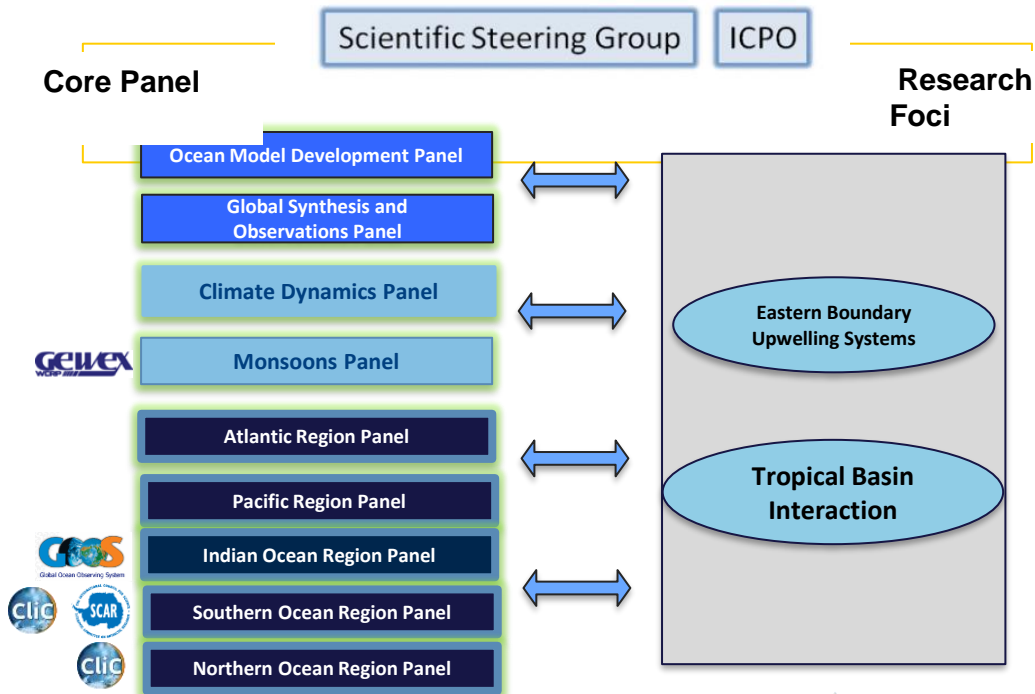 Scientific Steering Group
ICPO
Core Panel
Research
Foci
Ocean Model Development Panel
Global Synthesis and
Observations Panel
Climate Dynamics Panel
GEWEX
WCRP
Monsoons Panel
Atlantic Region Panel
Pacific Region Panel
GOOS
Global Ocean Observing System
Indian Ocean Region Panel
Clic
SCAR
Southern Ocean Region Panel
Clic
Northern Ocean Region Panel
Eastern Boundary
Upwelling Systems
Tropical Basin
Interaction